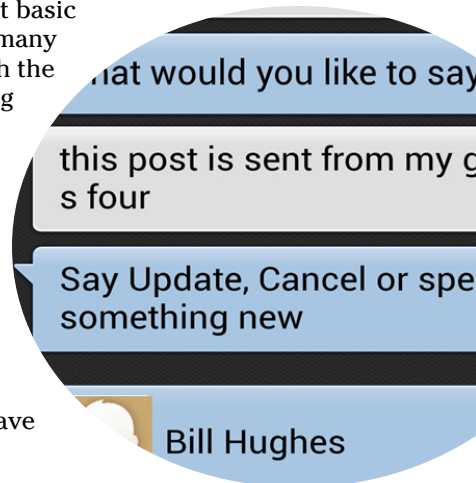 t basic
many
h the
g
hat would you like to say
this post is sent from my g
s four
Say Update, Cancel or spe
something new
ave
Bill Hughes